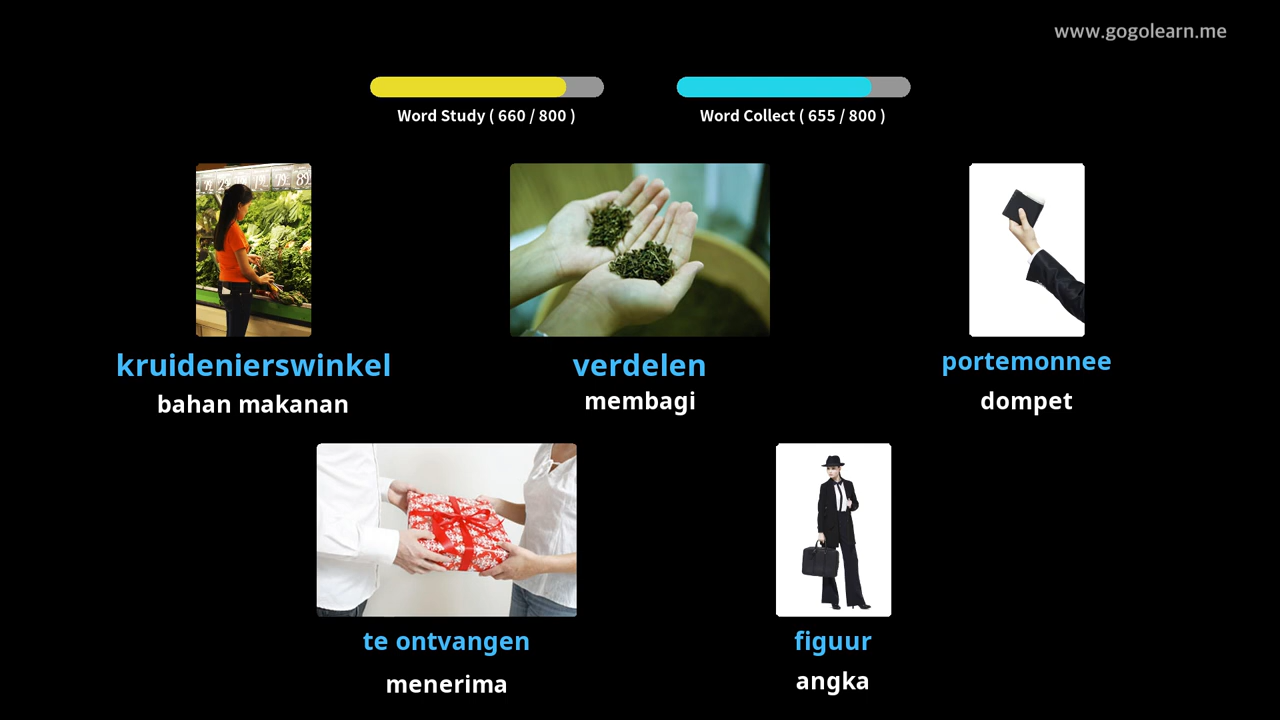 www.gogolearn.me
Word Study ( 660 / 800 )
Word Collect ( 655 / 800 )
kruidenierswinkel
bahan makanan
verdelen
membagi
portemonnee
dompet
te ontvangen
menerima
figuur
angka